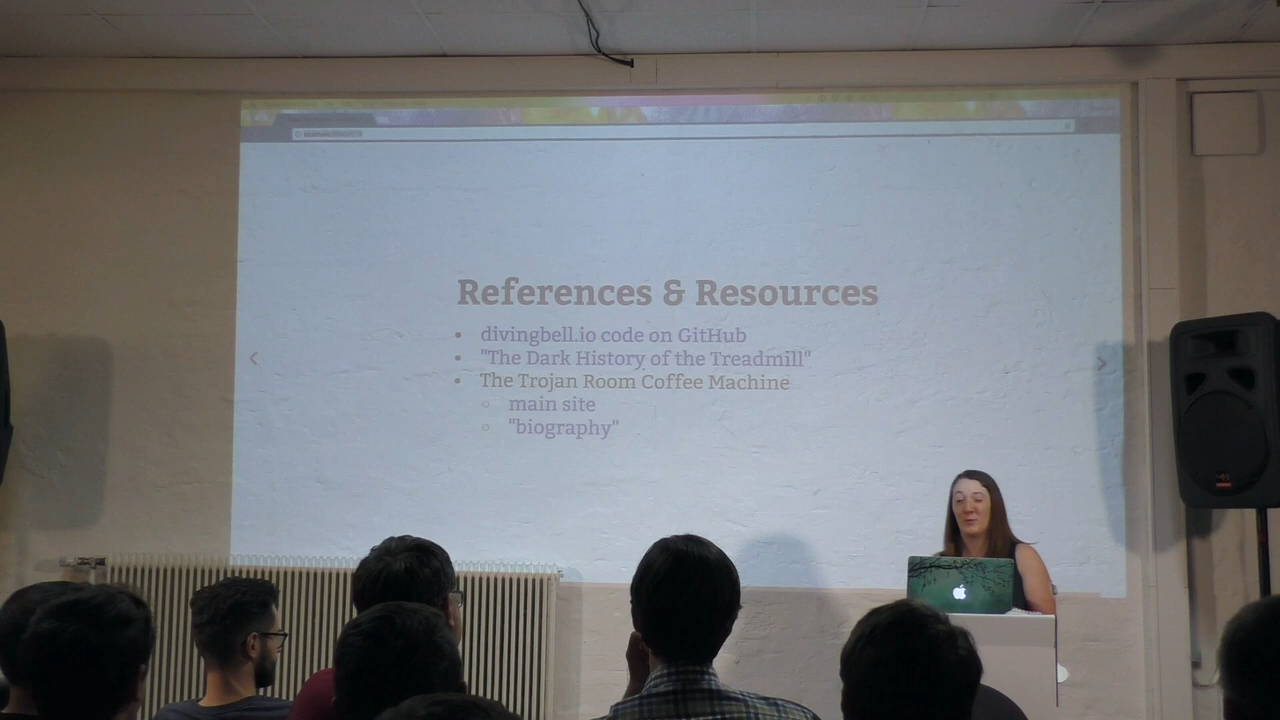 References & Resources
divingbell.io code on GitHub
"The Dark History of the Treadmill"
The Trojan Room Coffee Machine
main site
"biography"